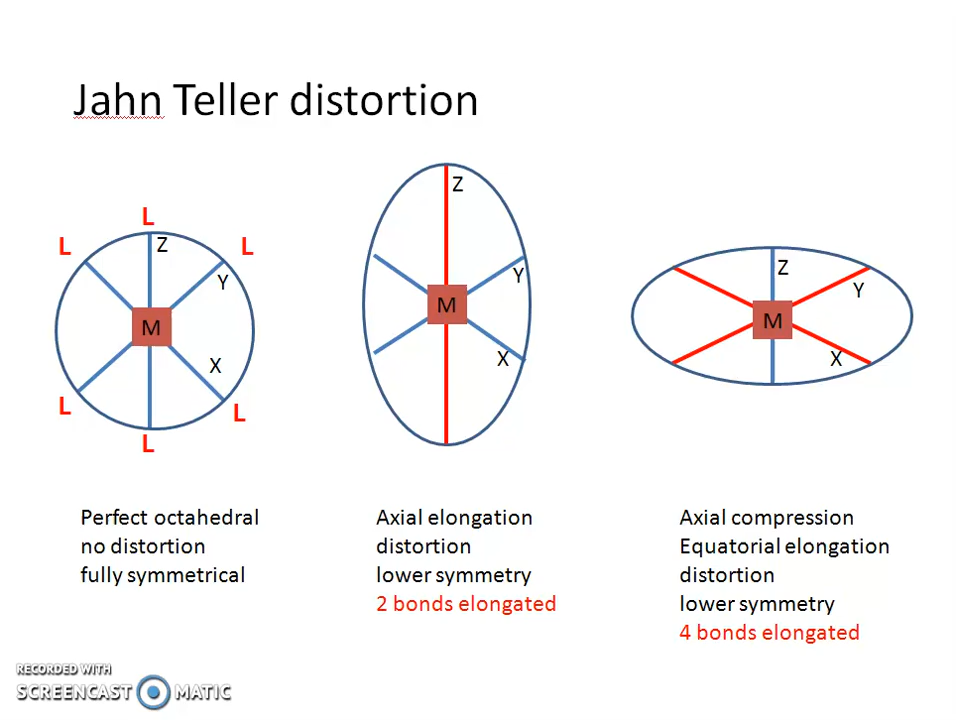 Jahn Teller distortion
L
L
L
Z
Y
M
X
L
L
L
Z
Y
M
X
Z
Y
M
X
Perfect octahedral
no distortion
fully symmetrical
Axial elongation
distortion
lower symmetry
2 bonds elongated
Axial compression
Equatorial elongation
distortion
lower symmetry
4 bonds elongated
RECORDED WITH
SCREENCAST MATIC